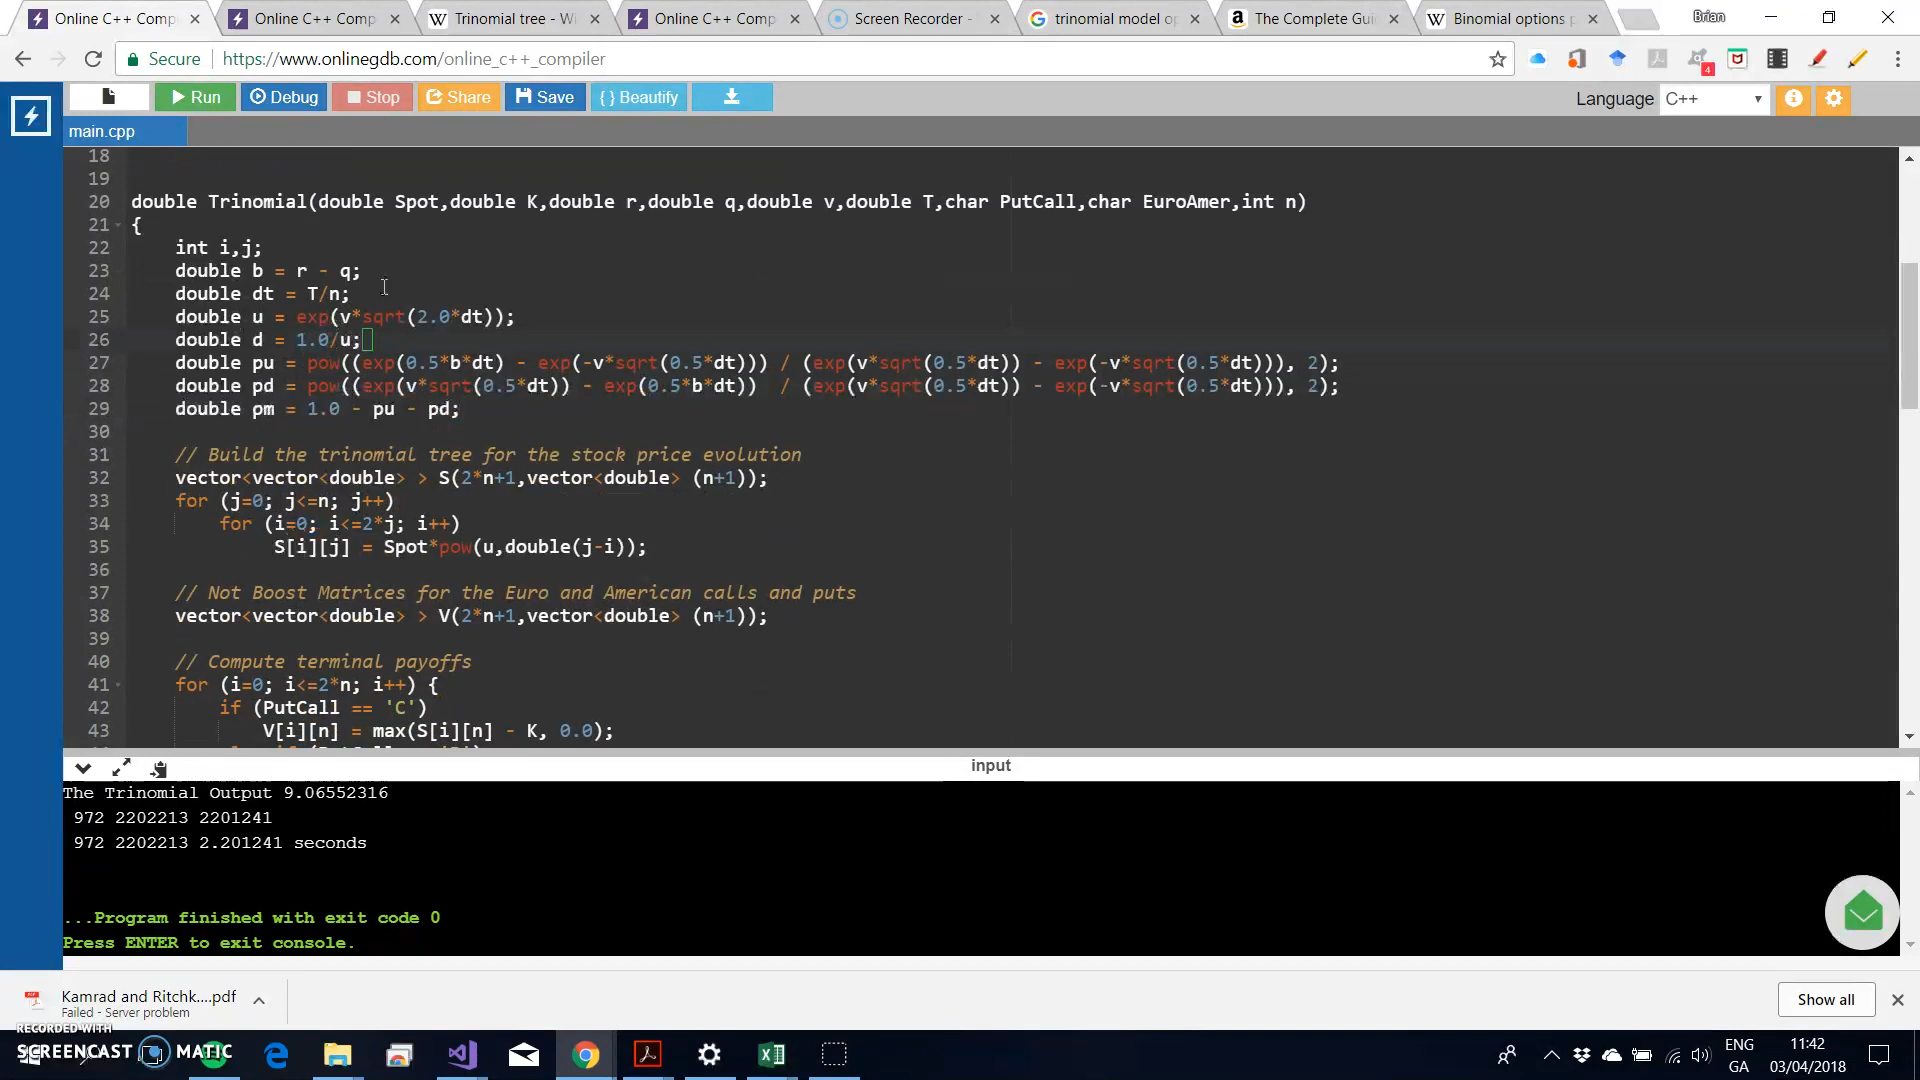 Online C++ Comp
Online C++ Comp
Trinomial tree - Wi
Online C++ Comp
Screen Recorder -
trinomial model op
The Complete Gui
Binomial options p
Brian
Secure
https://www.onlinegdb.com/online_c++_compiler
4
Run
Debug
Stop
Share
Save
{ } Beautify
Language
C++
main.cpp
18
19
20 double Trinomial(double Spot,double K,double r,double q,double v,double T,char PutCall,char EuroAmer,int n)
21 {
22 int i,j;
23 double b = r - q;
24 double dt = T/n;
25 double u = exp(v*sqrt(2.0*dt));
26 double d = 1.0/u;
27 double pu = pow((exp(0.5*b*dt) - exp(-v*sqrt(0.5*dt))) / (exp(v*sqrt(0.5*dt)) - exp(-v*sqrt(0.5*dt))), 2);
28 double pd = pow((exp(v*sqrt(0.5*dt)) - exp(0.5*b*dt)) / (exp(v*sqrt(0.5*dt)) - exp(-v*sqrt(0.5*dt))), 2);
29 double pm = 1.0 - pu - pd;
30
31 // Build the trinomial tree for the stock price evolution
32 vector<vector<double> > S(2*n+1,vector<double> (n+1));
33 for (j=0; j<=n; j++)
34 for (i=0; i<=2*j; i++)
35 S[i][j] = Spot*pow(u,double(j-i));
36
37 // Not Boost Matrices for the Euro and American calls and puts
38 vector<vector<double> > V(2*n+1,vector<double> (n+1));
39
40 // Compute terminal payoffs
41 for (i=0; i<=2*n; i++) {
42 if (PutCall == 'C')
43 V[i][n] = max(S[i][n] - K, 0.0);
input
The Trinomial Output 9.06552316
972 2202213 2201241
972 2202213 2.201241 seconds
...Program finished with exit code 0
Press ENTER to exit console.
Kamrad and Ritchk....pdf
Failed - Server problem
Show all
RECORDED WITH
SCREENCAST MATIC
ENG
GA
11:42
03/04/2018